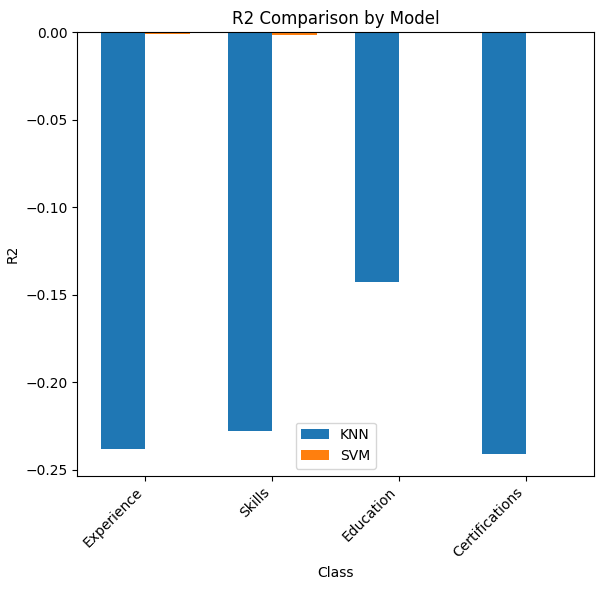 R2 Comparison by Model
0.00
−0.05
−0.10
−0.15
−0.20
−0.25
R2
KNN
SVM
Experience
Skills
Education
Certifications
Class